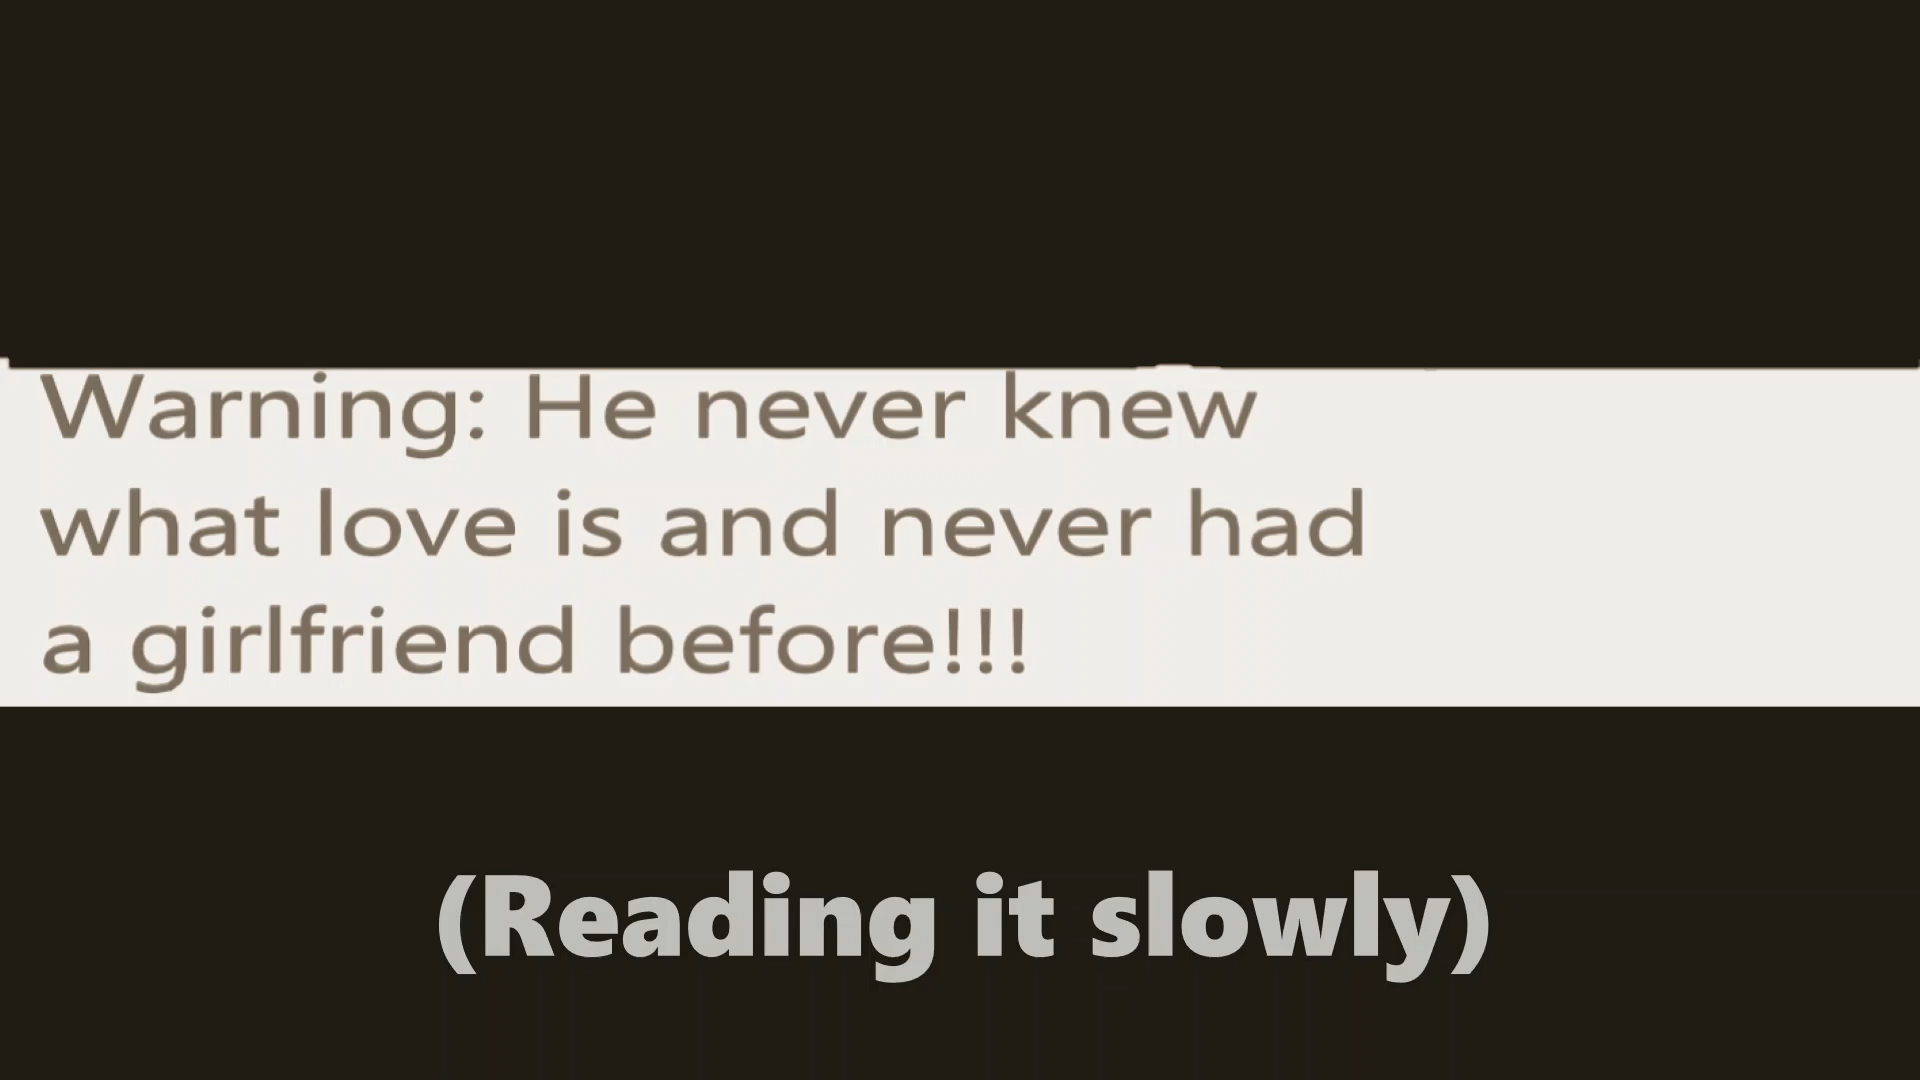 Warning: He never knew
what love is and never had
a girlfriend before!!!
(Reading it slowly)